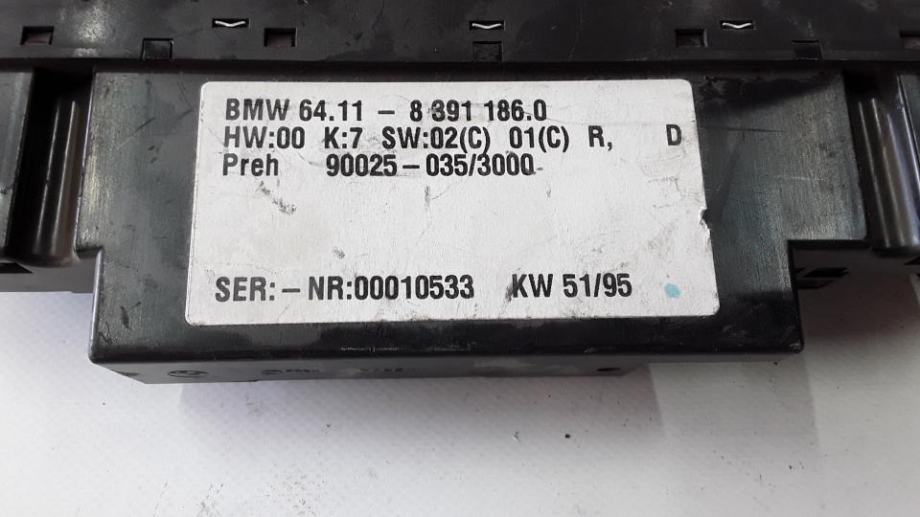 BMW 64.11 – 8 391 186.0
HW:00 K:7 SW:02(C) 01(C) R, D
Preh 90025-035/3000
SER:-NR:00010533 KW 51/95